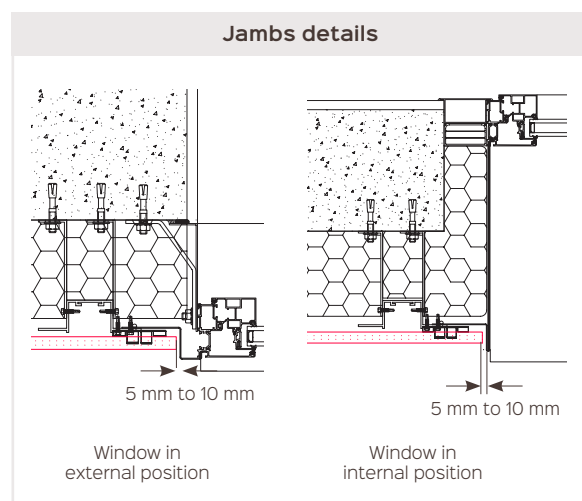 Jambs details
5 mm to 10 mm
5 mm to 10 mm
Window in
external position
Window in
internal position